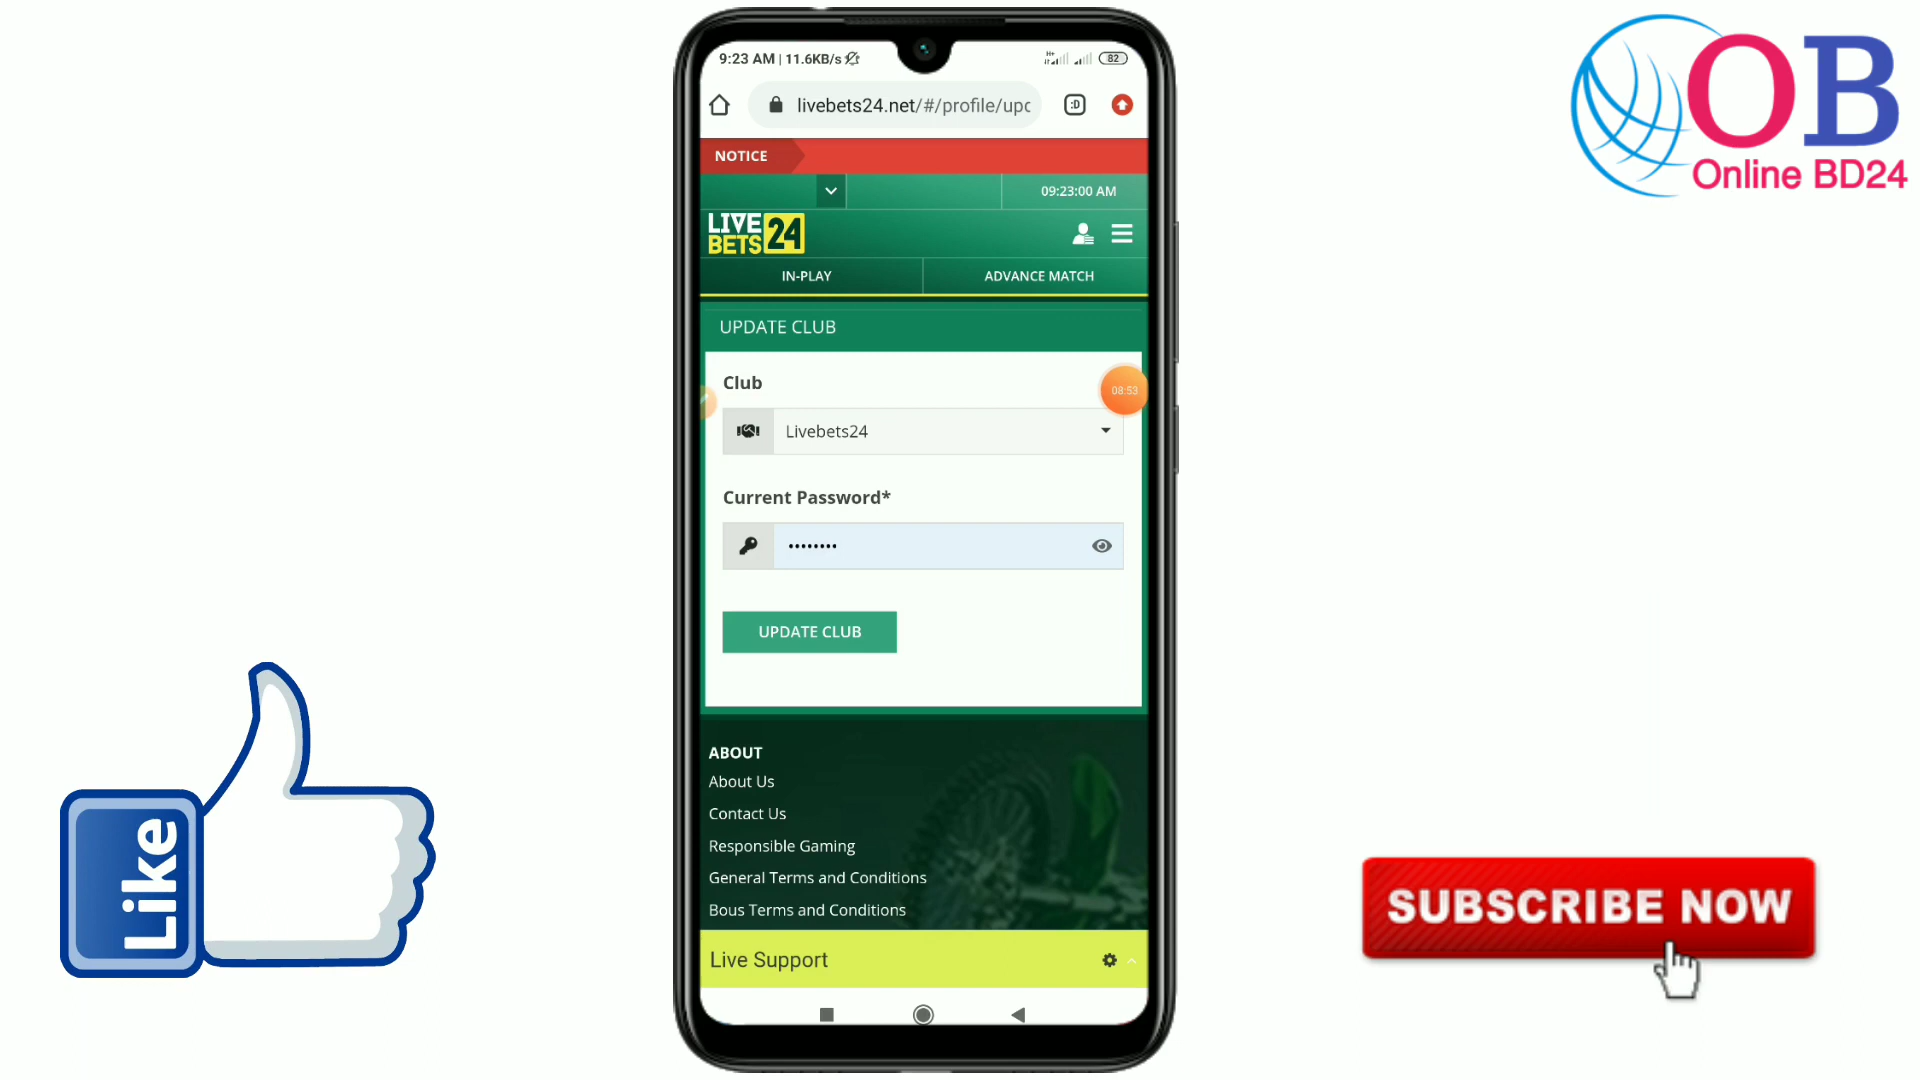 9:23 AM | 11.6KB/s
82
livebets24.net/#/profile/upd
:D
NOTICE
09:23:00 AM
LIVE BETS 24
IN-PLAY
ADVANCE MATCH
UPDATE CLUB
Club
08:53
Livebets24
Current Password*
••••••••
UPDATE CLUB
ABOUT
About Us
Contact Us
Responsible Gaming
General Terms and Conditions
Bous Terms and Conditions
Live Support
OB
Online BD24
Like
SUBSCRIBE NOW